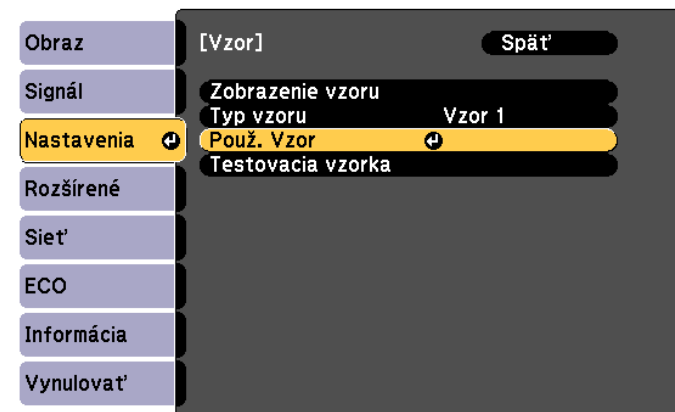 Obraz
Signál
Nastavenia
Rozšírené
Sieť
ECO
Informácia
Vynulovať
[Vzor] Späť
Zobrazenie vzoru
Typ vzoru Vzor 1
Použ. Vzor
Testovacia vzorka